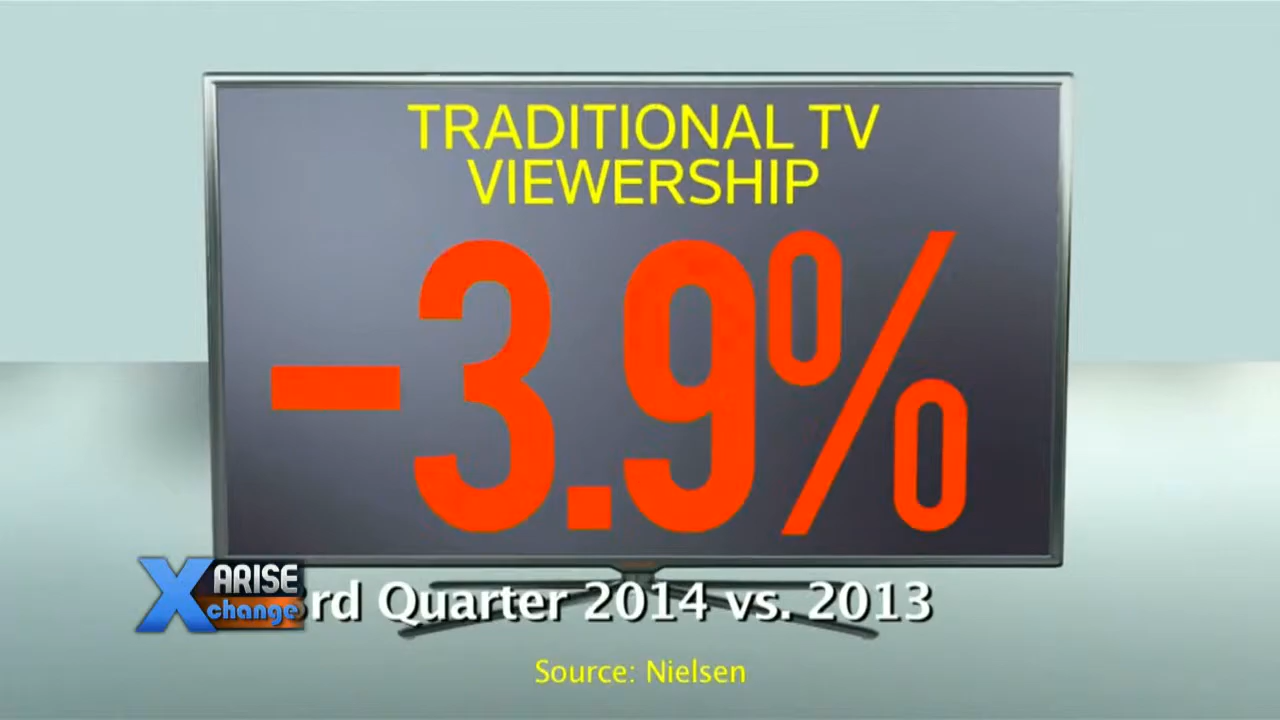 TRADITIONAL TV
VIEWERSHIP
-3.9%
X ARISE
change
rd Quarter 2014 vs. 2013
Source: Nielsen